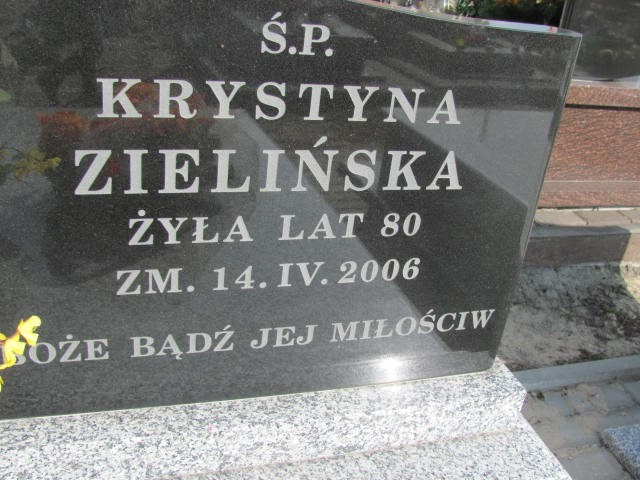 Ś.P.
KRYSTYNA
ZIELIŃSKA
ŻYŁA LAT 80
ZM. 14. IV. 2006
BOŻE BĄDŹ JEJ MIŁOŚCIW